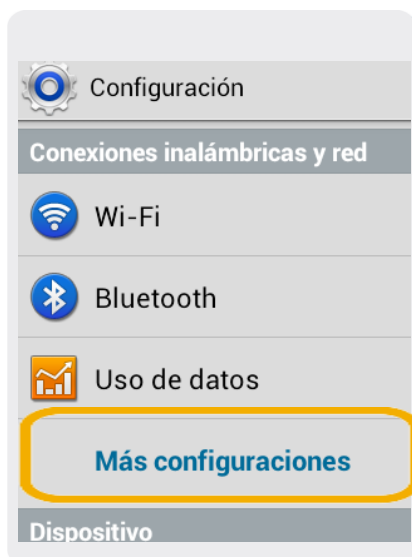 Configuración
Conexiones inalámbricas y red
Wi-Fi
Bluetooth
Uso de datos
Más configuraciones
Dispositivo